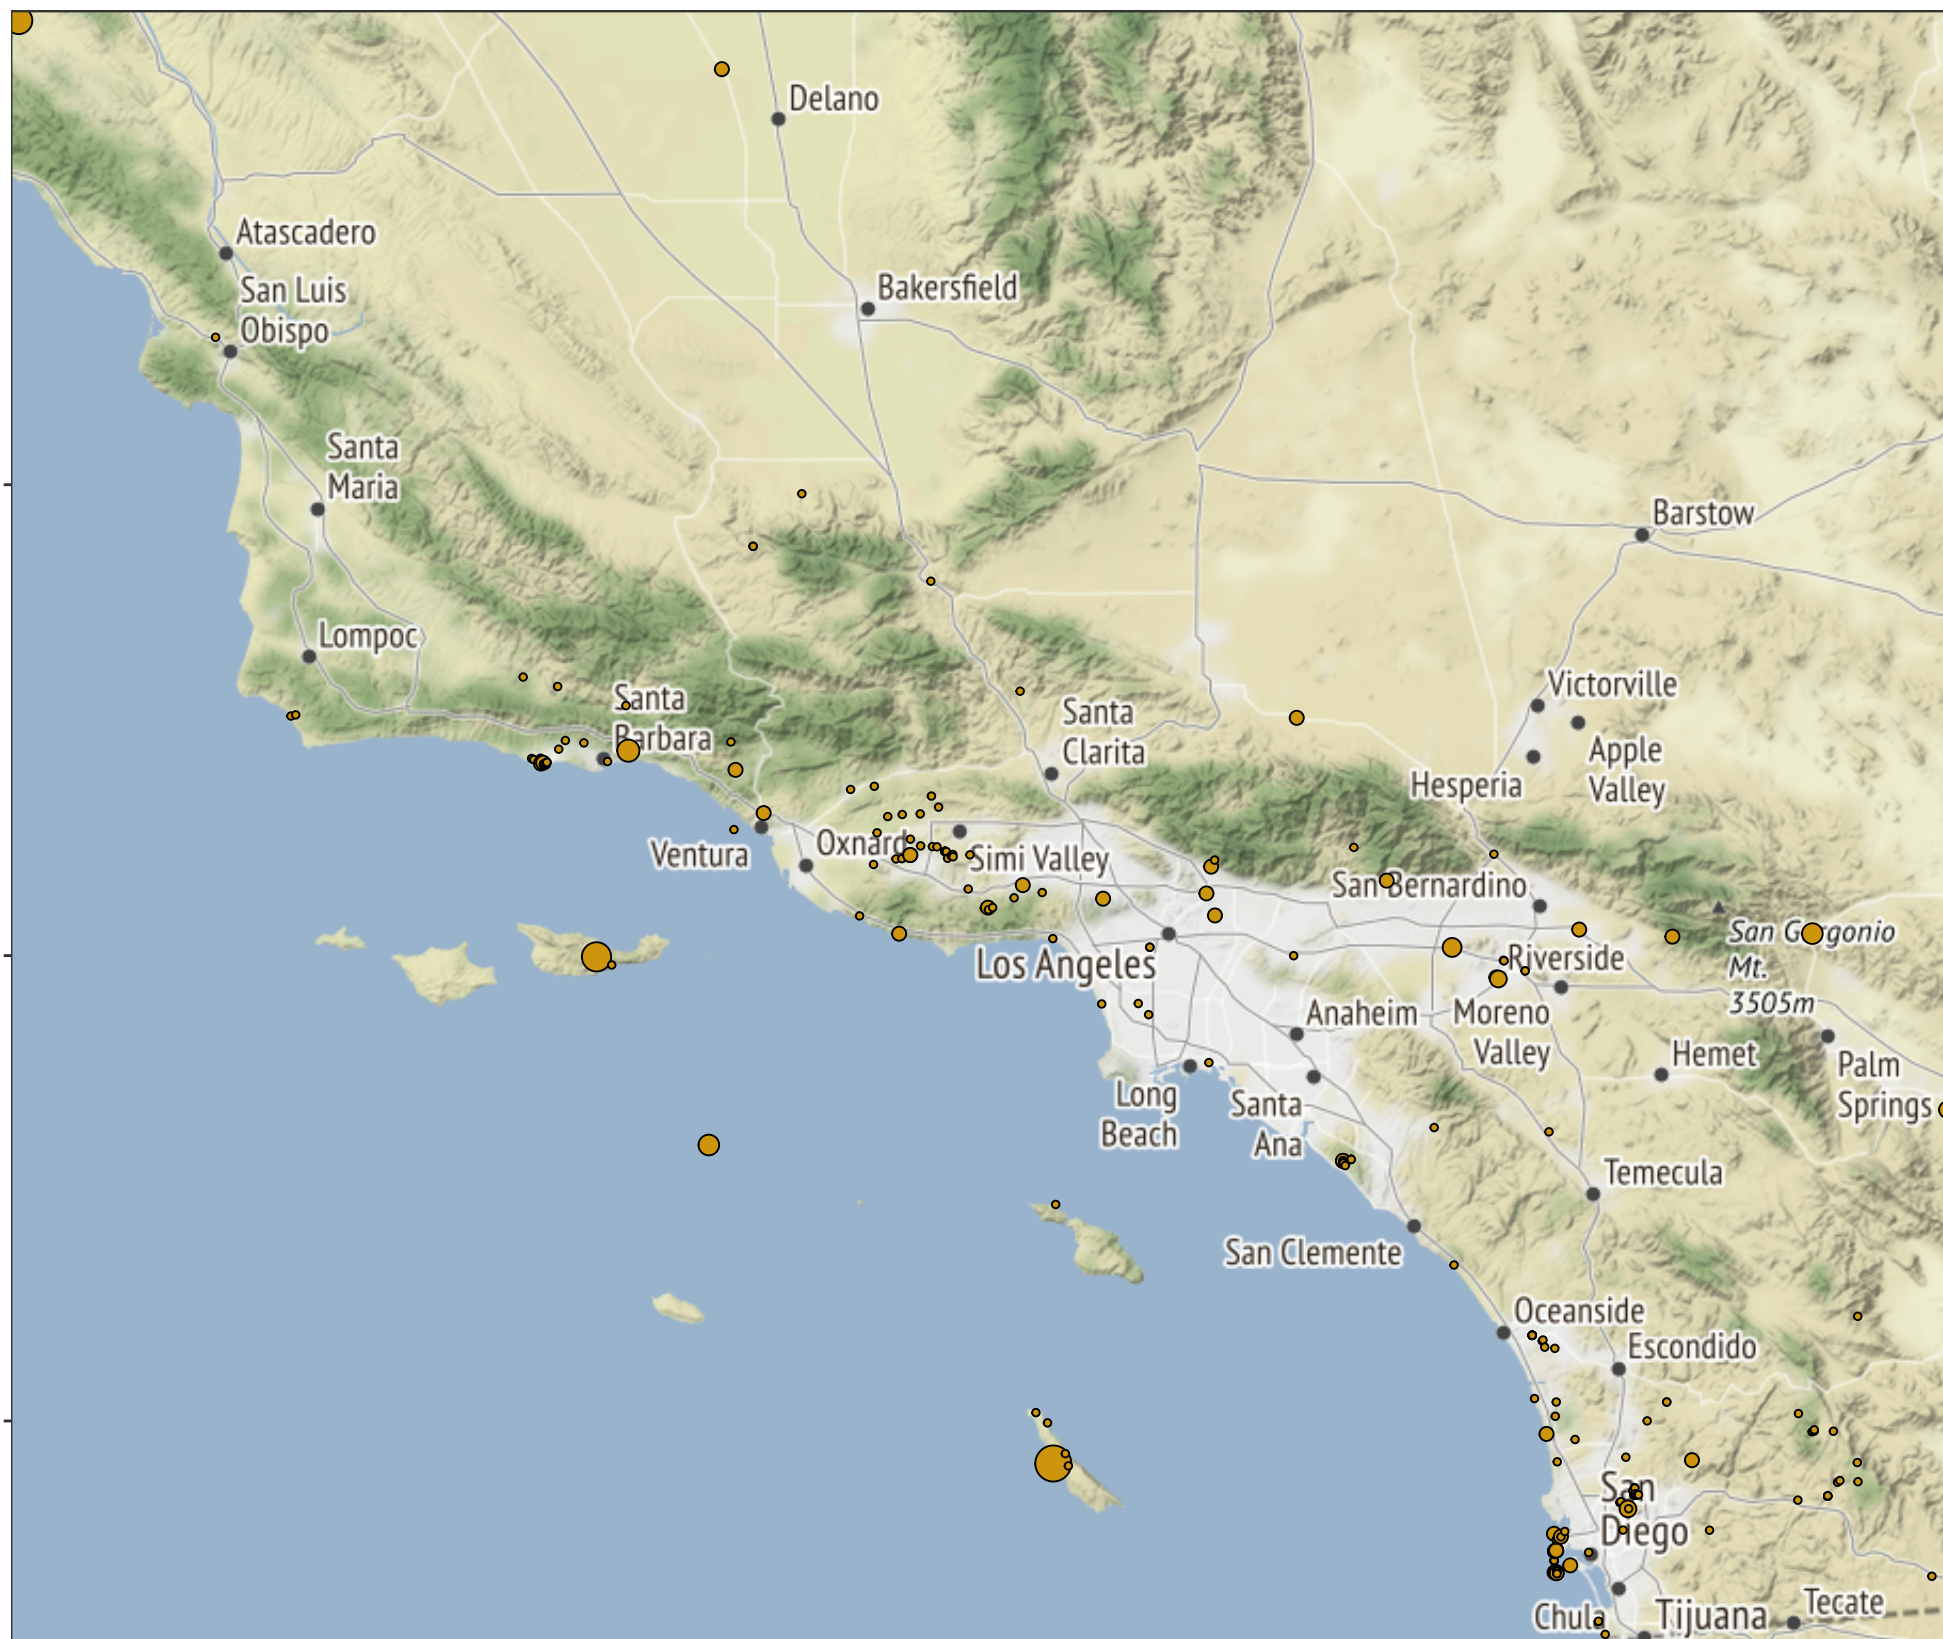 Delano
Atascadero
San Luis
Obispo
Bakersfield
Santa
Maria
Barstow
Lompoc
Santa
Barbara
Santa
Clarita
Victorville
Apple
Valley
Hesperia
Ventura
Oxnard
Simi Valley
San Bernardino
San Gorgonio
Mt.
3505m
Los Angeles
Riverside
Anaheim
Moreno
Valley
Hemet
Palm
Springs
Long
Beach
Santa
Ana
Temecula
San Clemente
Oceanside
Escondido
San
Diego
Chula
Tijuana
Tecate